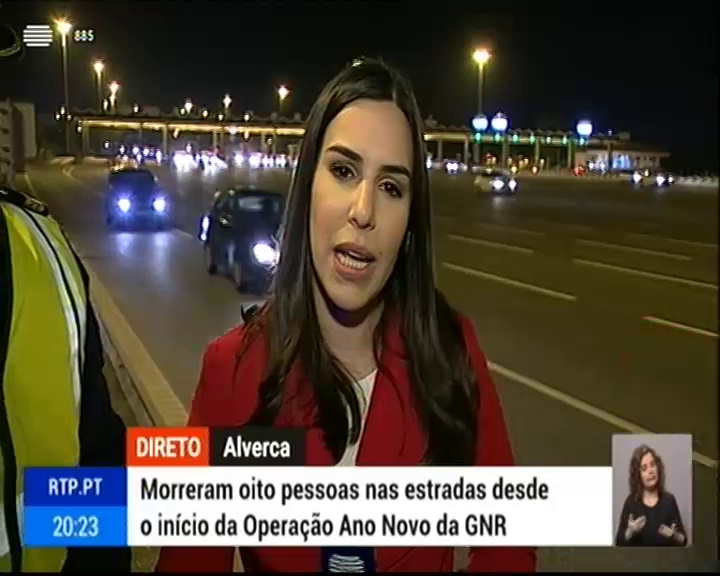 885
DIRETO Alverca
RTP.PT
20:23
Morreram oito pessoas nas estradas desde
o início da Operação Ano Novo da GNR